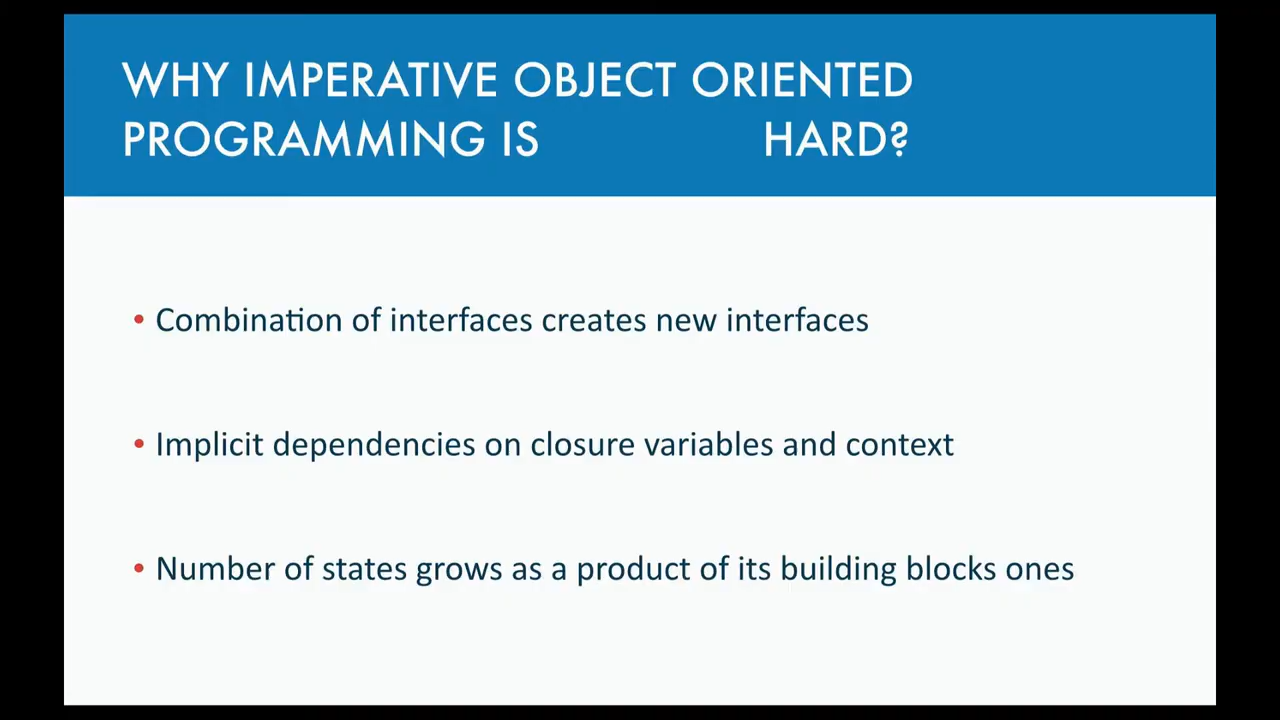 WHY IMPERATIVE OBJECT ORIENTED
PROGRAMMING IS HARD?
• Combination of interfaces creates new interfaces
• Implicit dependencies on closure variables and context
• Number of states grows as a product of its building blocks ones